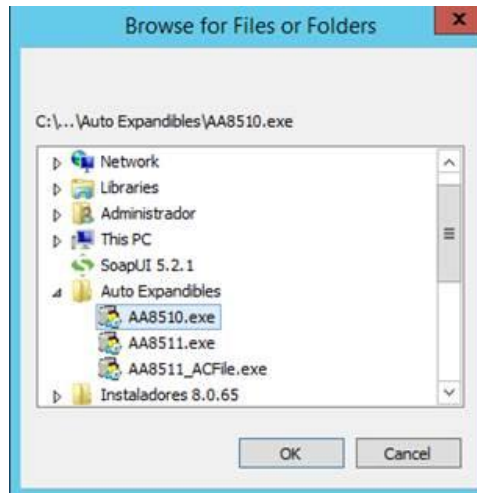 Browse for Files or Folders
x
C:\...\Auto Expandibles\AA8510.exe
Network
Libraries
Administrador
This PC
SoapUI 5.2.1
Auto Expandibles
AA8510.exe
AA8511.exe
AA8511_ACFile.exe
Instaladores 8.0.65
OK
Cancel